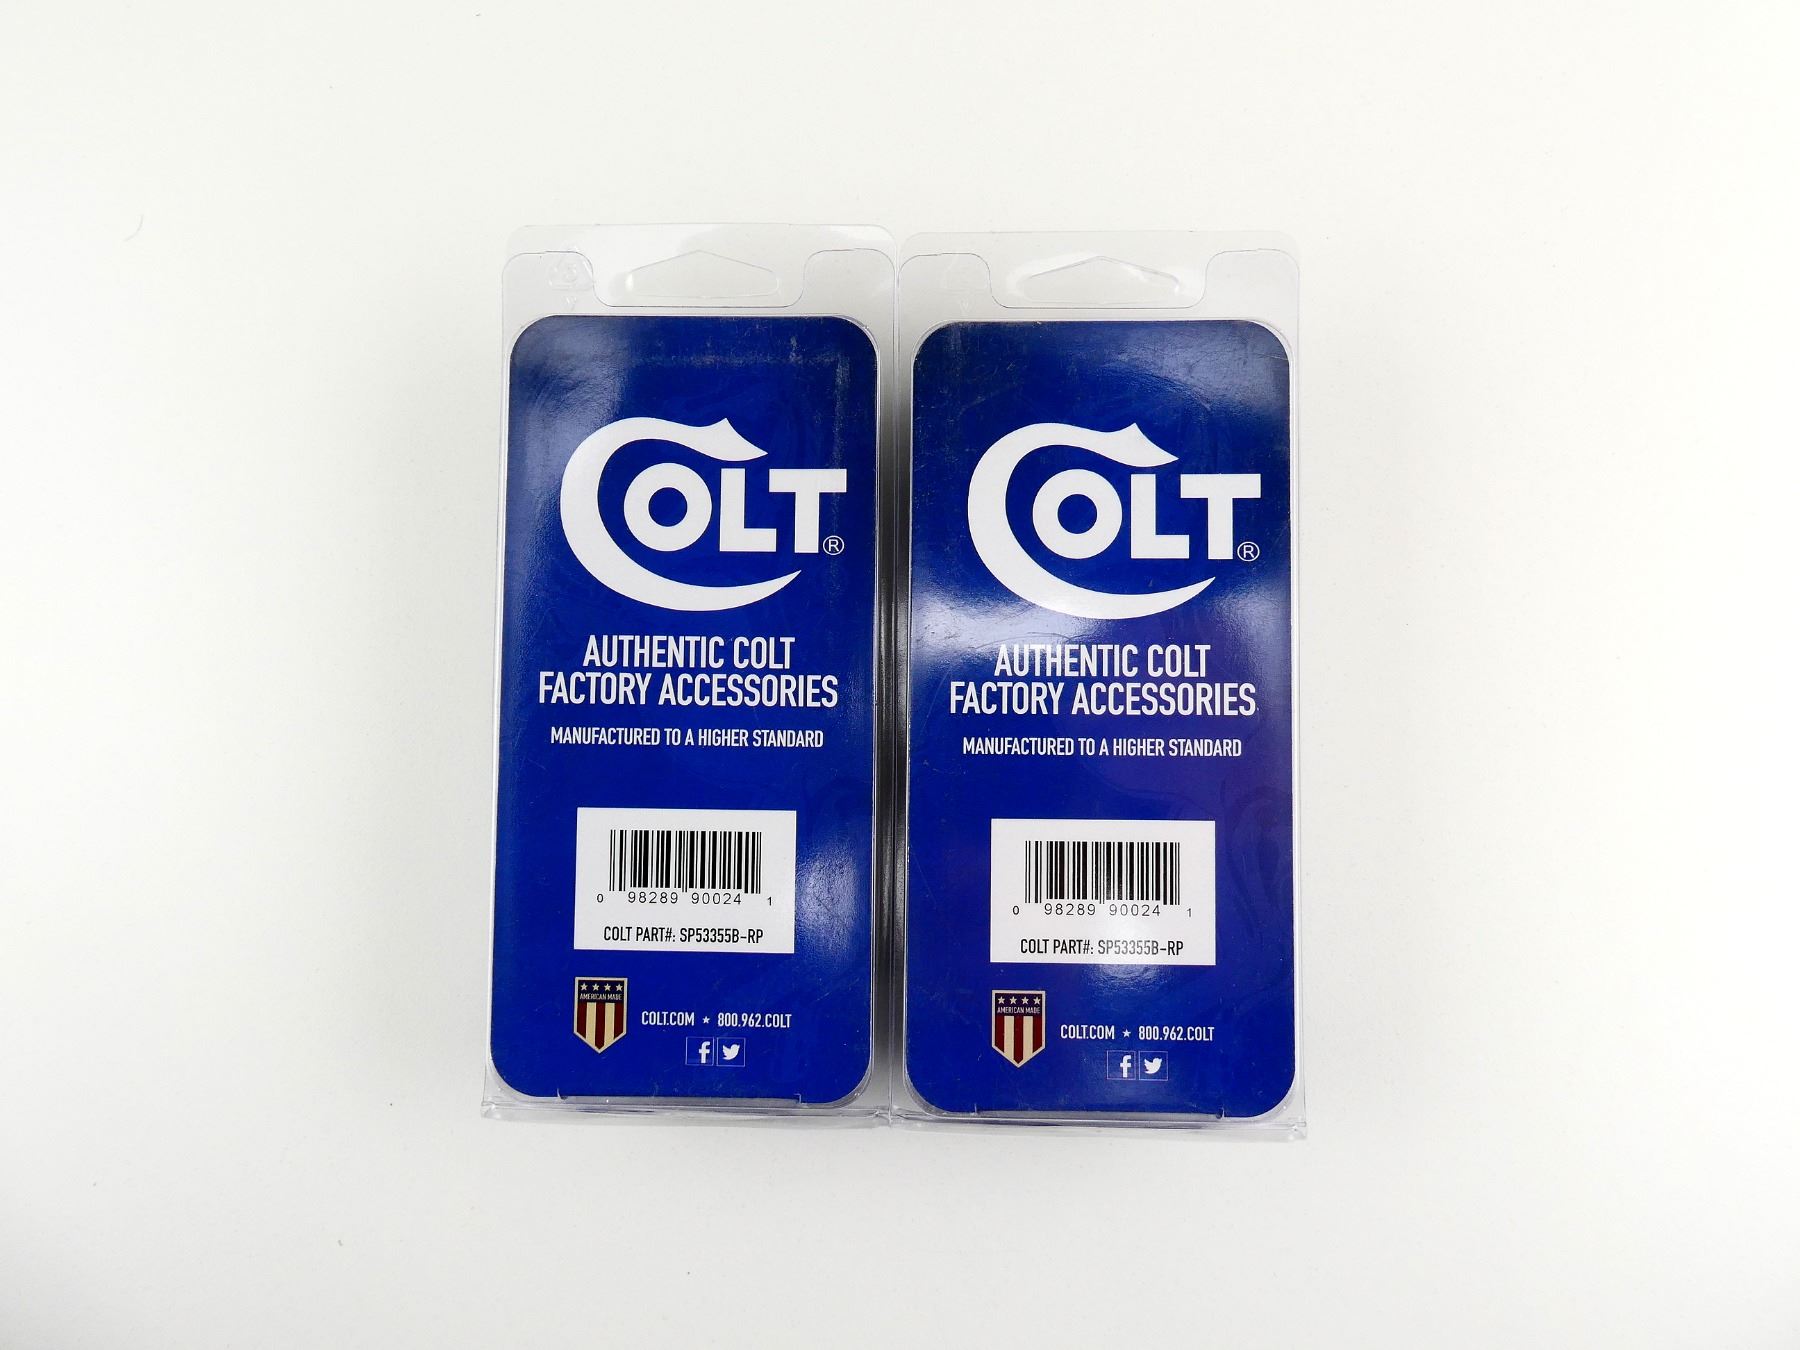 COLT®
AUTHENTIC COLT
FACTORY ACCESSORIES
MANUFACTURED TO A HIGHER STANDARD
0 98289 90024 1
COLT PART#: SP53355B-RP
AMERICAN MADE
COLT.COM ★ 800.962.COLT
COLT®
AUTHENTIC COLT
FACTORY ACCESSORIES
MANUFACTURED TO A HIGHER STANDARD
0 98289 90024 1
COLT PART#: SP53355B-RP
AMERICAN MADE
COLT.COM ★ 800.962.COLT